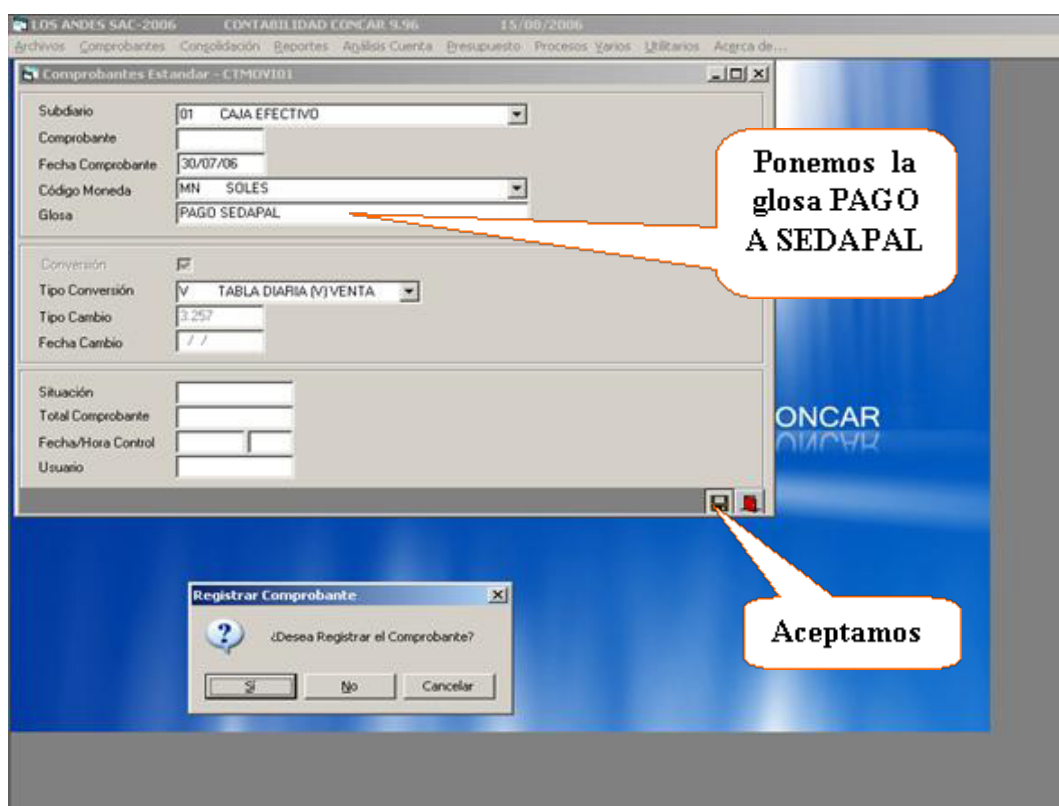 LOS ANDES SAC-2006 CONTABILIDAD CONCAR 9.96 15/08/2006
Archivos Comprobantes Consolidación Reportes Análisis Cuenta Presupuesto Procesos Varios Utilitarios Acerca de...
Comprobantes Estandar - CTMOVI01
Subdiario 01 CAJA EFECTIVO
Comprobante
Fecha Comprobante 30/07/06
Código Moneda MN SOLES
Glosa PAGO SEDAPAL
Ponemos la
glosa PAGO
A SEDAPAL
Conversión
Tipo Conversión V TABLA DIARIA (V) VENTA
Tipo Cambio 3.257
Fecha Cambio / /
Situación
Total Comprobante
Fecha/Hora Control
Usuario
ONCAR
Aceptamos
Registrar Comprobante
¿Desea Registrar el Comprobante?
Sí No Cancelar